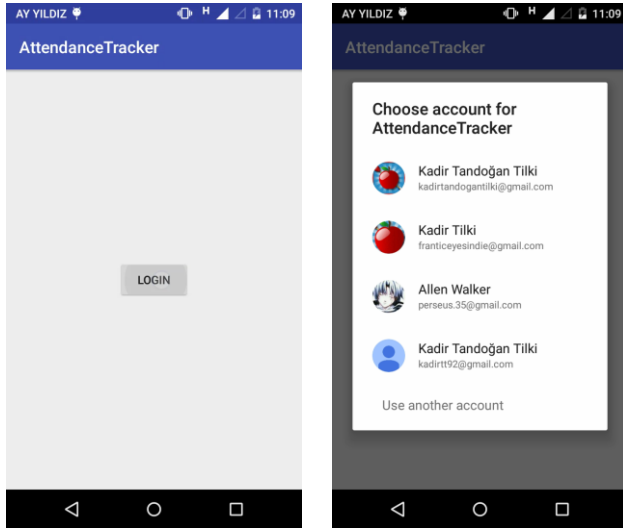 AY YILDIZ H 11:09
AttendanceTracker
LOGIN
AY YILDIZ H 11:09
AttendanceTracker
Choose account for
AttendanceTracker
Kadir Tandoğan Tilki
kadirtandogantilki@gmail.com
Kadir Tilki
franticeyesindie@gmail.com
Allen Walker
perseus.35@gmail.com
Kadir Tandoğan Tilki
kadirtt92@gmail.com
Use another account